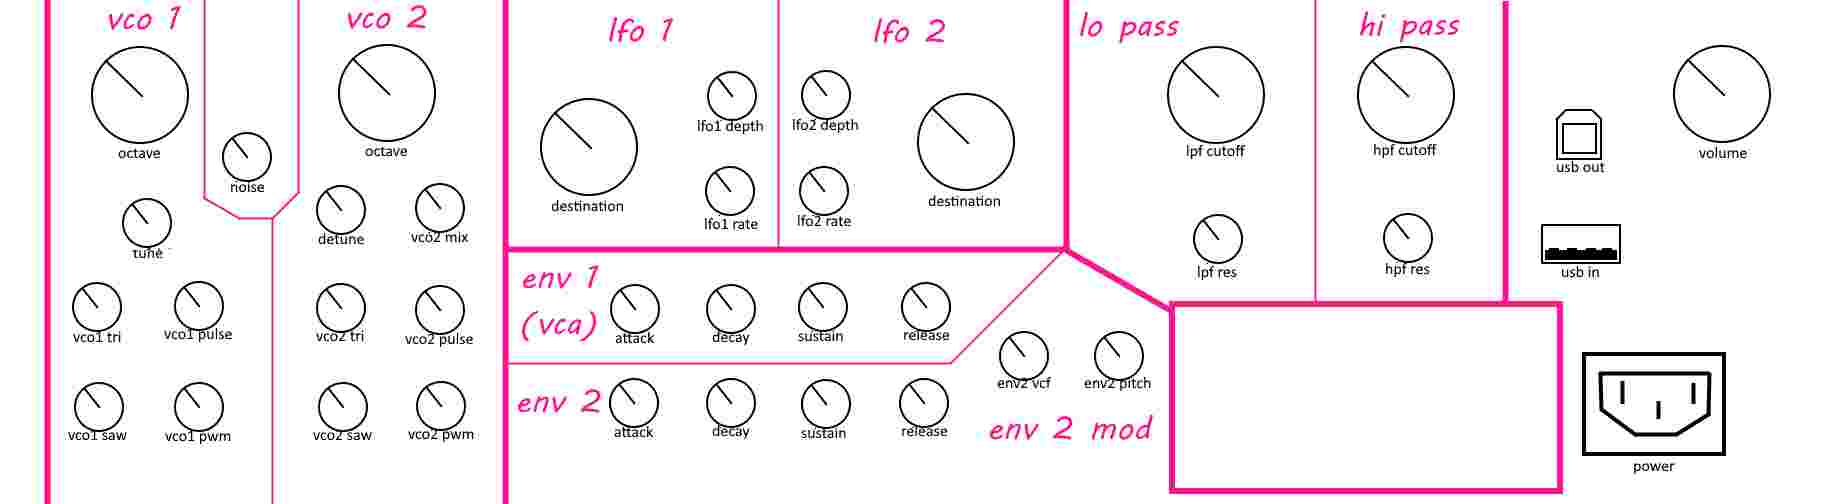 vco 1
vco 2
lfo 1
lfo 2
lo pass
hi pass
octave
noise
octave
destination
lfo1 depth
lfo1 rate
lfo2 depth
lfo2 rate
destination
lpf cutoff
hpf cutoff
usb out
volume
tune
detune
vco2 mix
lpf res
hpf res
usb in
vco1 tri
vco1 pulse
vco2 tri
vco2 pulse
env 1
(vca)
attack
decay
sustain
release
vco1 saw
vco1 pwm
vco2 saw
vco2 pwm
env 2
attack
decay
sustain
release
env2 vcf
env2 pitch
env 2 mod
power